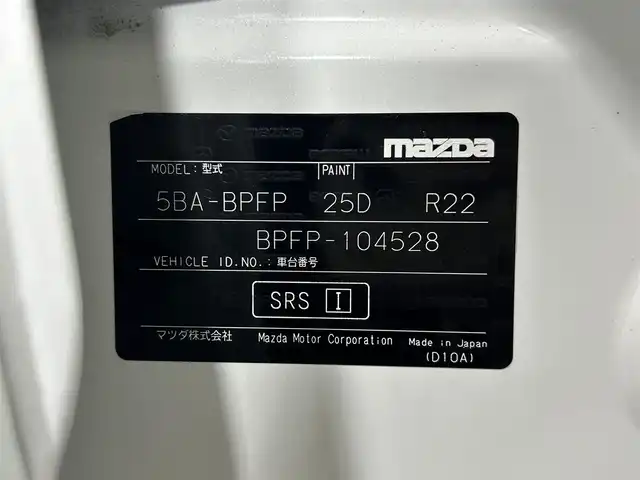 mazda
MODEL:型式 PAINT
5BA-BPFP 25D R22
BPFP-104528
VEHICLE ID.NO.:車台番号
SRS I
マツダ株式会社 Mazda Motor Corporation Made in Japan
(D10A)